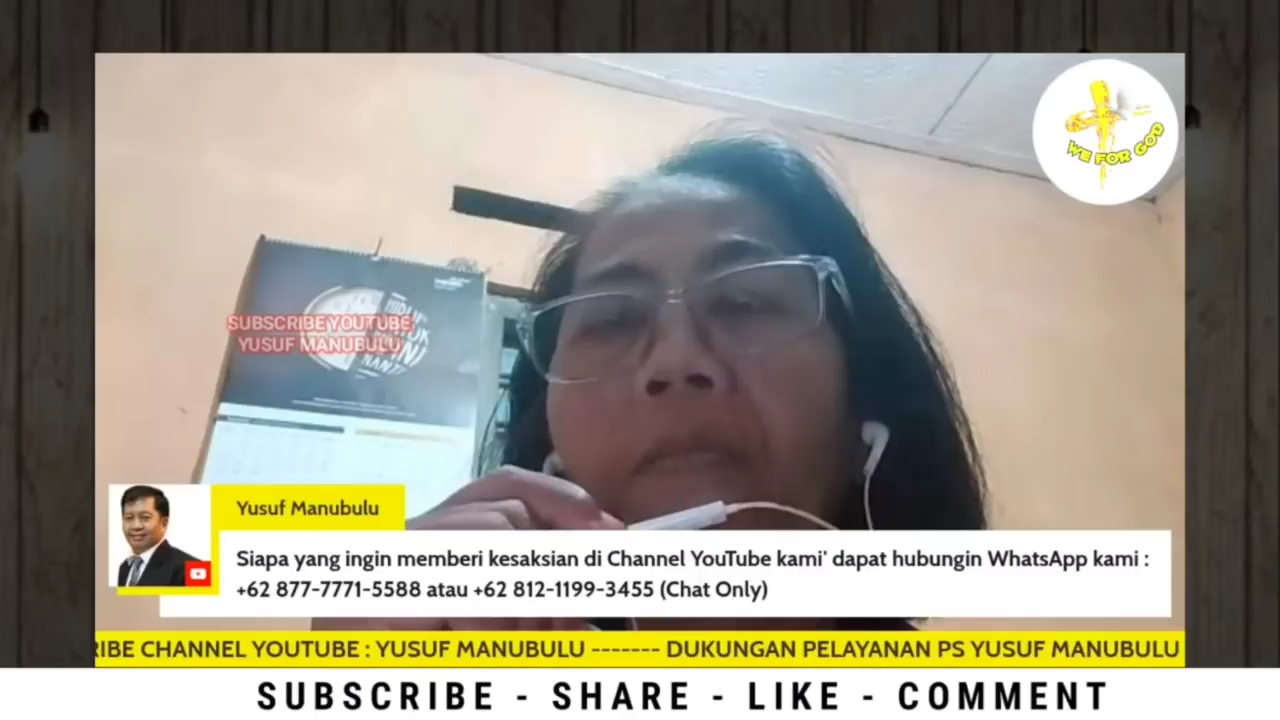 WE FOR GOD
SUBSCRIBE YOUTUBE
YUSUF MANUBULU
Yusuf Manubulu
Siapa yang ingin memberi kesaksian di Channel YouTube kami' dapat hubungin WhatsApp kami :
+62 877-7771-5588 atau +62 812-1199-3455 (Chat Only)
RIBE CHANNEL YOUTUBE : YUSUF MANUBULU ------- DUKUNGAN PELAYANAN PS YUSUF MANUBULU
SUBSCRIBE - SHARE - LIKE - COMMENT